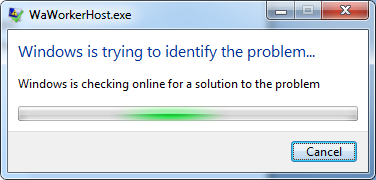 WaWorkerHost.exe
Windows is trying to identify the problem...
Windows is checking online for a solution to the problem
Cancel